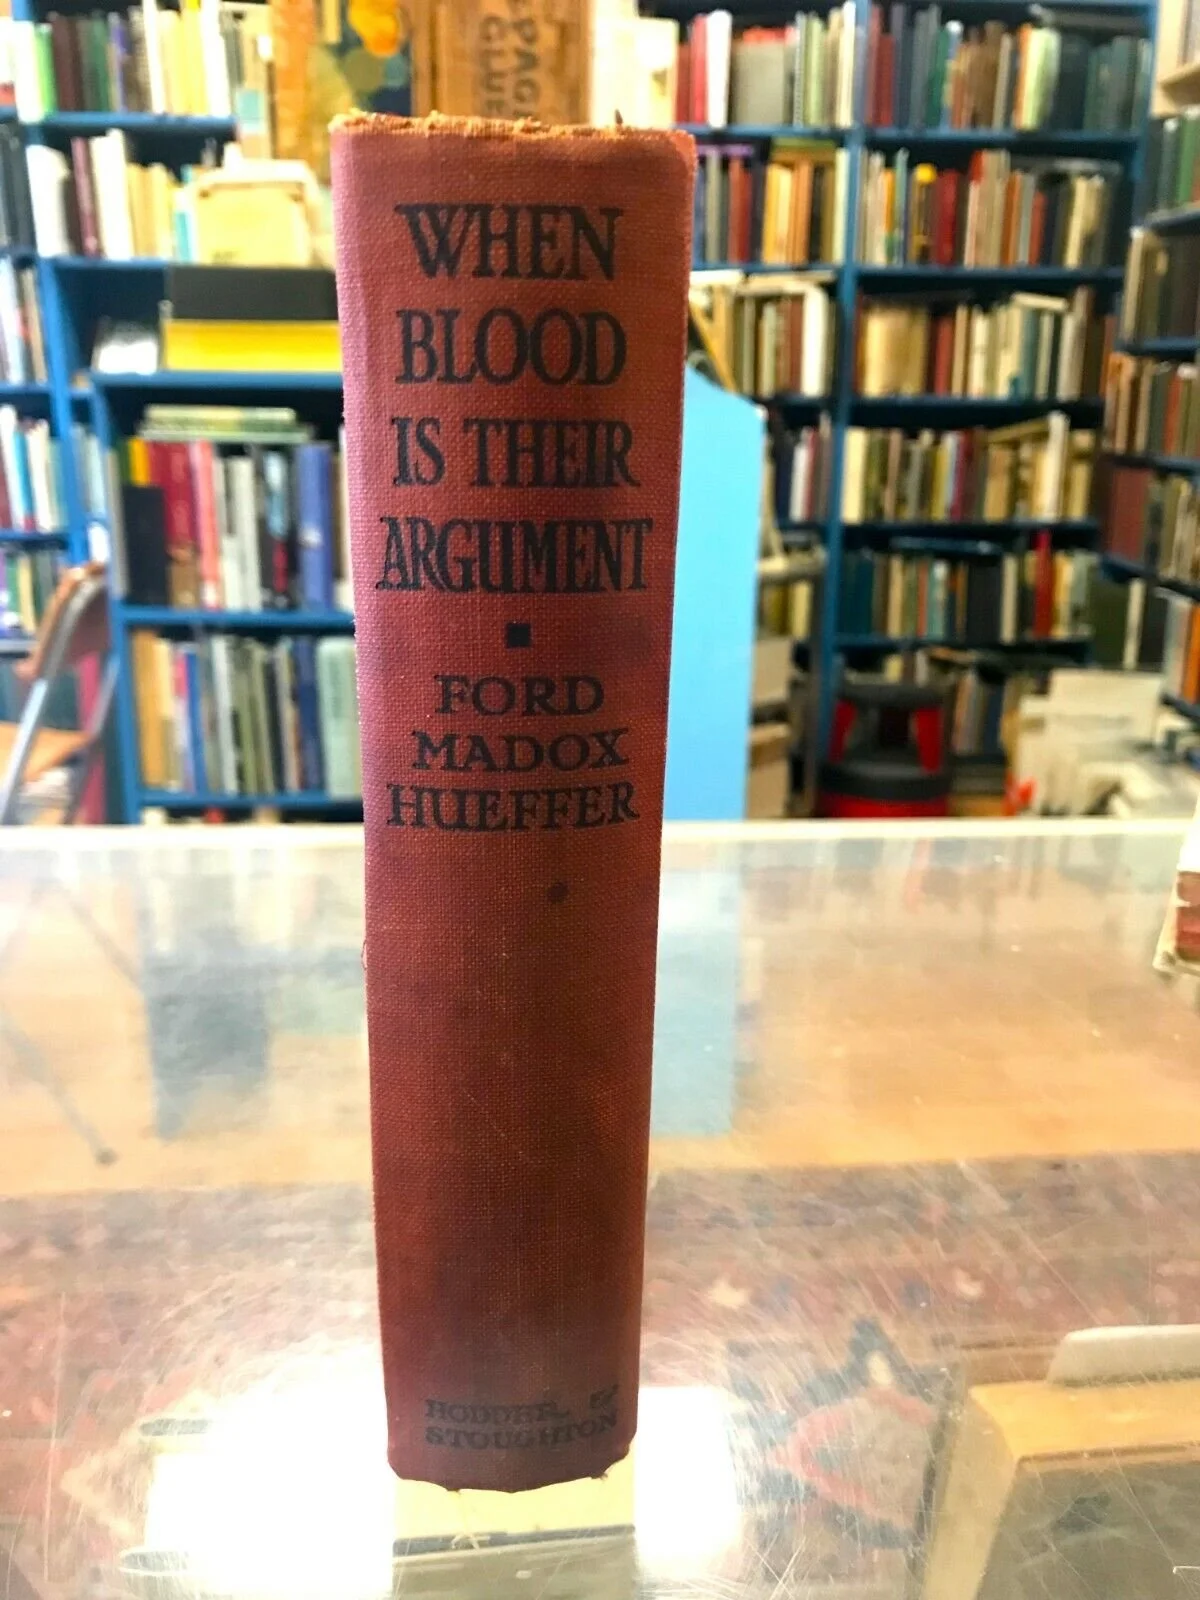 WHEN
BLOOD
IS THEIR
ARGUMENT
FORD
MADOX
HUEFFER
HODDER &
STOUGHTON